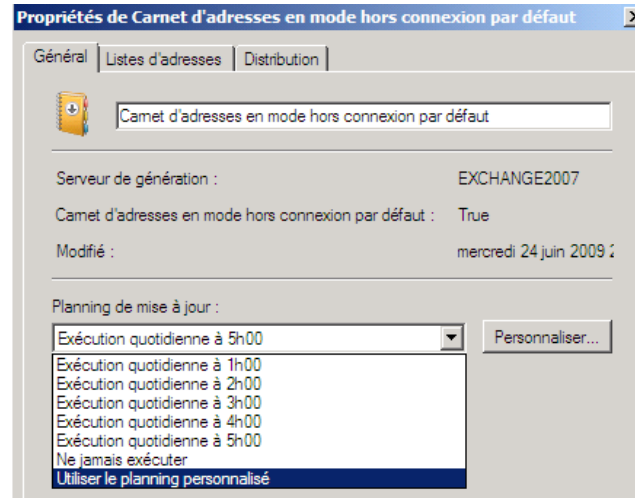 Propriétés de Carnet d'adresses en mode hors connexion par défaut
Général Listes d'adresses Distribution
Carnet d'adresses en mode hors connexion par défaut
Serveur de génération : EXCHANGE2007
Carnet d'adresses en mode hors connexion par défaut : True
Modifié : mercredi 24 juin 2009 2
Planning de mise à jour :
Exécution quotidienne à 5h00 Personnaliser...
Exécution quotidienne à 1h00
Exécution quotidienne à 2h00
Exécution quotidienne à 3h00
Exécution quotidienne à 4h00
Exécution quotidienne à 5h00
Ne jamais exécuter
Utiliser le planning personnalisé